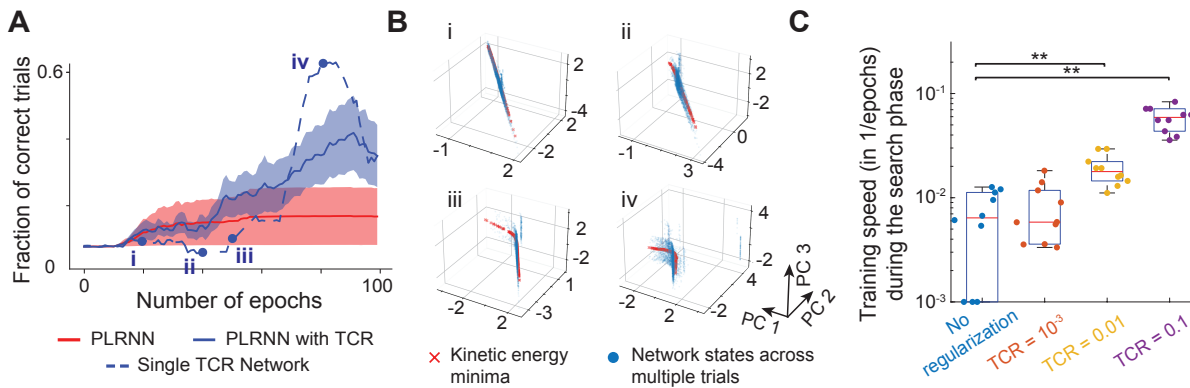 A
Fraction of correct trials
0.6
0
iv
i
ii
iii
0
100
Number of epochs
PLRNN
PLRNN with TCR
Single TCR Network
B
i
2
-1
-4
2
-2
2
ii
2
-1
-2
0
3
-4
iii
2
-2
-2
1
2
-3
iv
4
-2
-2
2
2
-2
PC 3
PC 1
PC 2
Kinetic energy
minima
Network states across
multiple trials
C
Training speed (in 1/epochs)
during the search phase
10⁻¹
10⁻²
10⁻³
**
**
No
regularization
TCR = 10⁻³
TCR = 0.01
TCR = 0.1